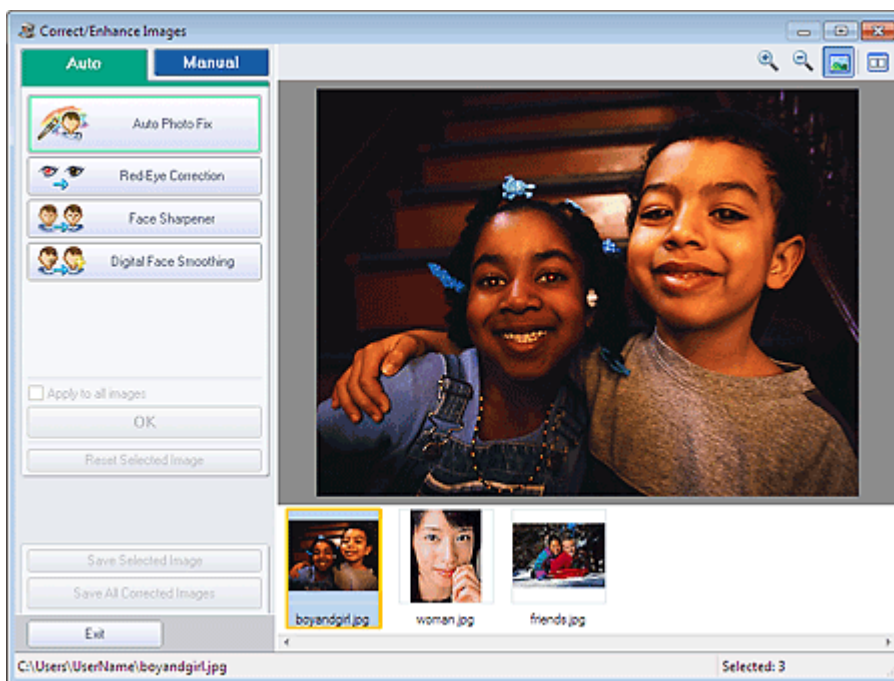 Correct/Enhance Images
Auto
Manual
Auto Photo Fix
Red-Eye Correction
Face Sharpener
Digital Face Smoothing
Apply to all images
OK
Reset Selected Image
Save Selected Image
Save All Corrected Images
Exit
boyandgirl.jpg
woman.jpg
friends.jpg
C:\Users\UserName\boyandgirl.jpg
Selected: 3